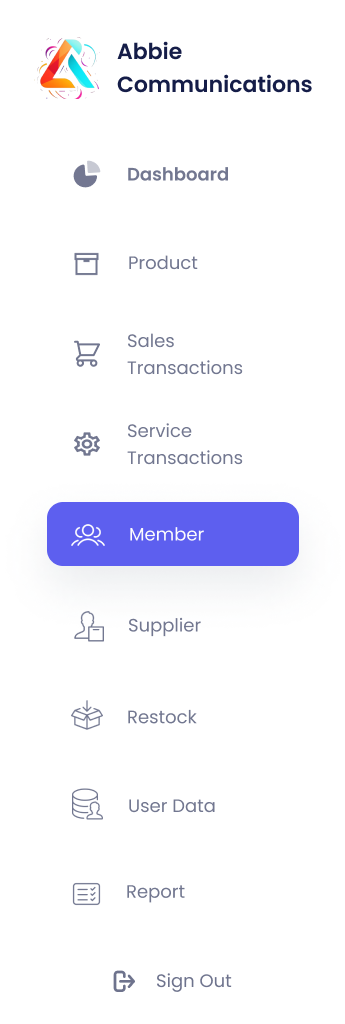 Abbie
Communications
Dashboard
Product
Sales
Transactions
Service
Transactions
Member
Supplier
Restock
User Data
Report
Sign Out